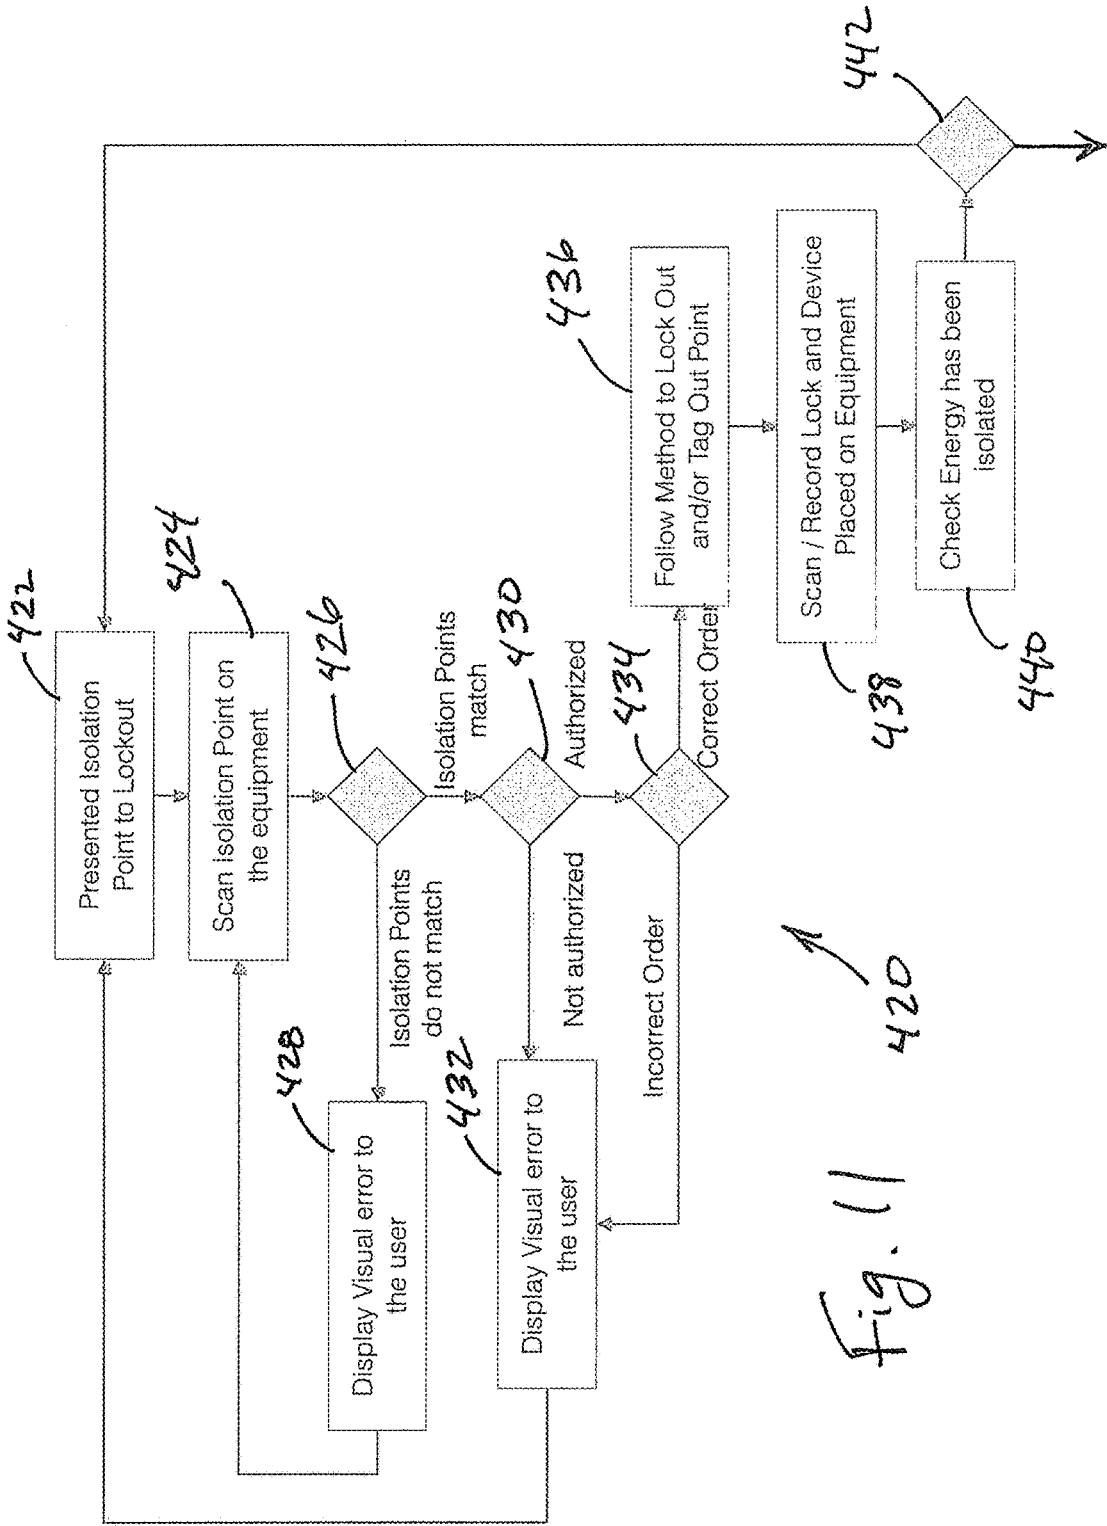 422
Presented Isolation
Point to Lockout
424
Scan Isolation Point on
the equipment
426
Isolation Points
do not match
Isolation Points
match
428
Display Visual error to
the user
430
Not authorized
Authorized
432
Display Visual error to
the user
434
Incorrect Order
Correct Order
436
Follow Method to Lock Out
and/or Tag Out Point
438
Scan / Record Lock and Device
Placed on Equipment
440
Check Energy has been
isolated
442
420
Fig. 11